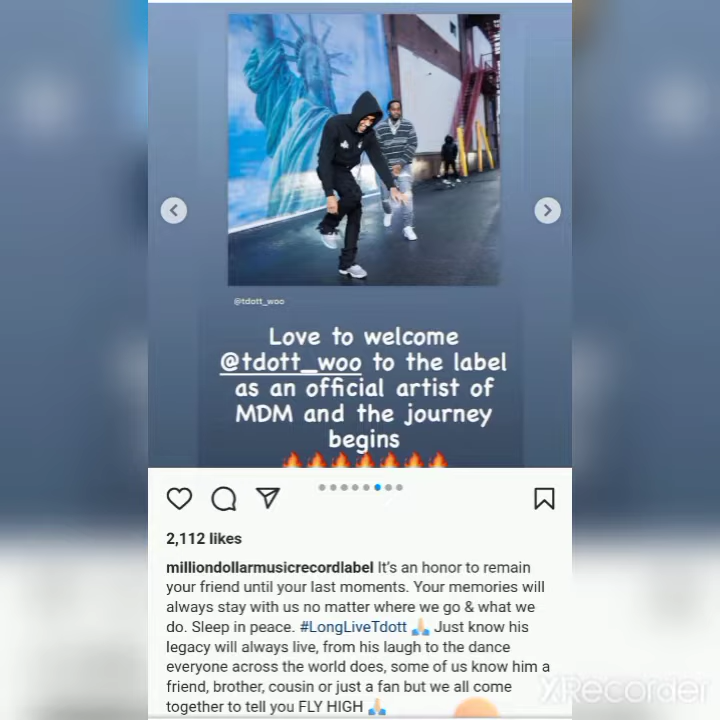 @tdott_woo
Love to welcome
@tdott_woo to the label
as an official artist of
MDM and the journey
begins
🔥🔥🔥🔥🔥🔥🔥
2,112 likes
milliondollarmusicrecordlabel It's an honor to remain
your friend until your last moments. Your memories will
always stay with us no matter where we go & what we
do. Sleep in peace. #LongLiveTdott 🙏🏻 Just know his
legacy will always live, from his laugh to the dance
everyone across the world does, some of us know him a
friend, brother, cousin or just a fan but we all come
together to tell you FLY HIGH 🙏🏻
XRecorder